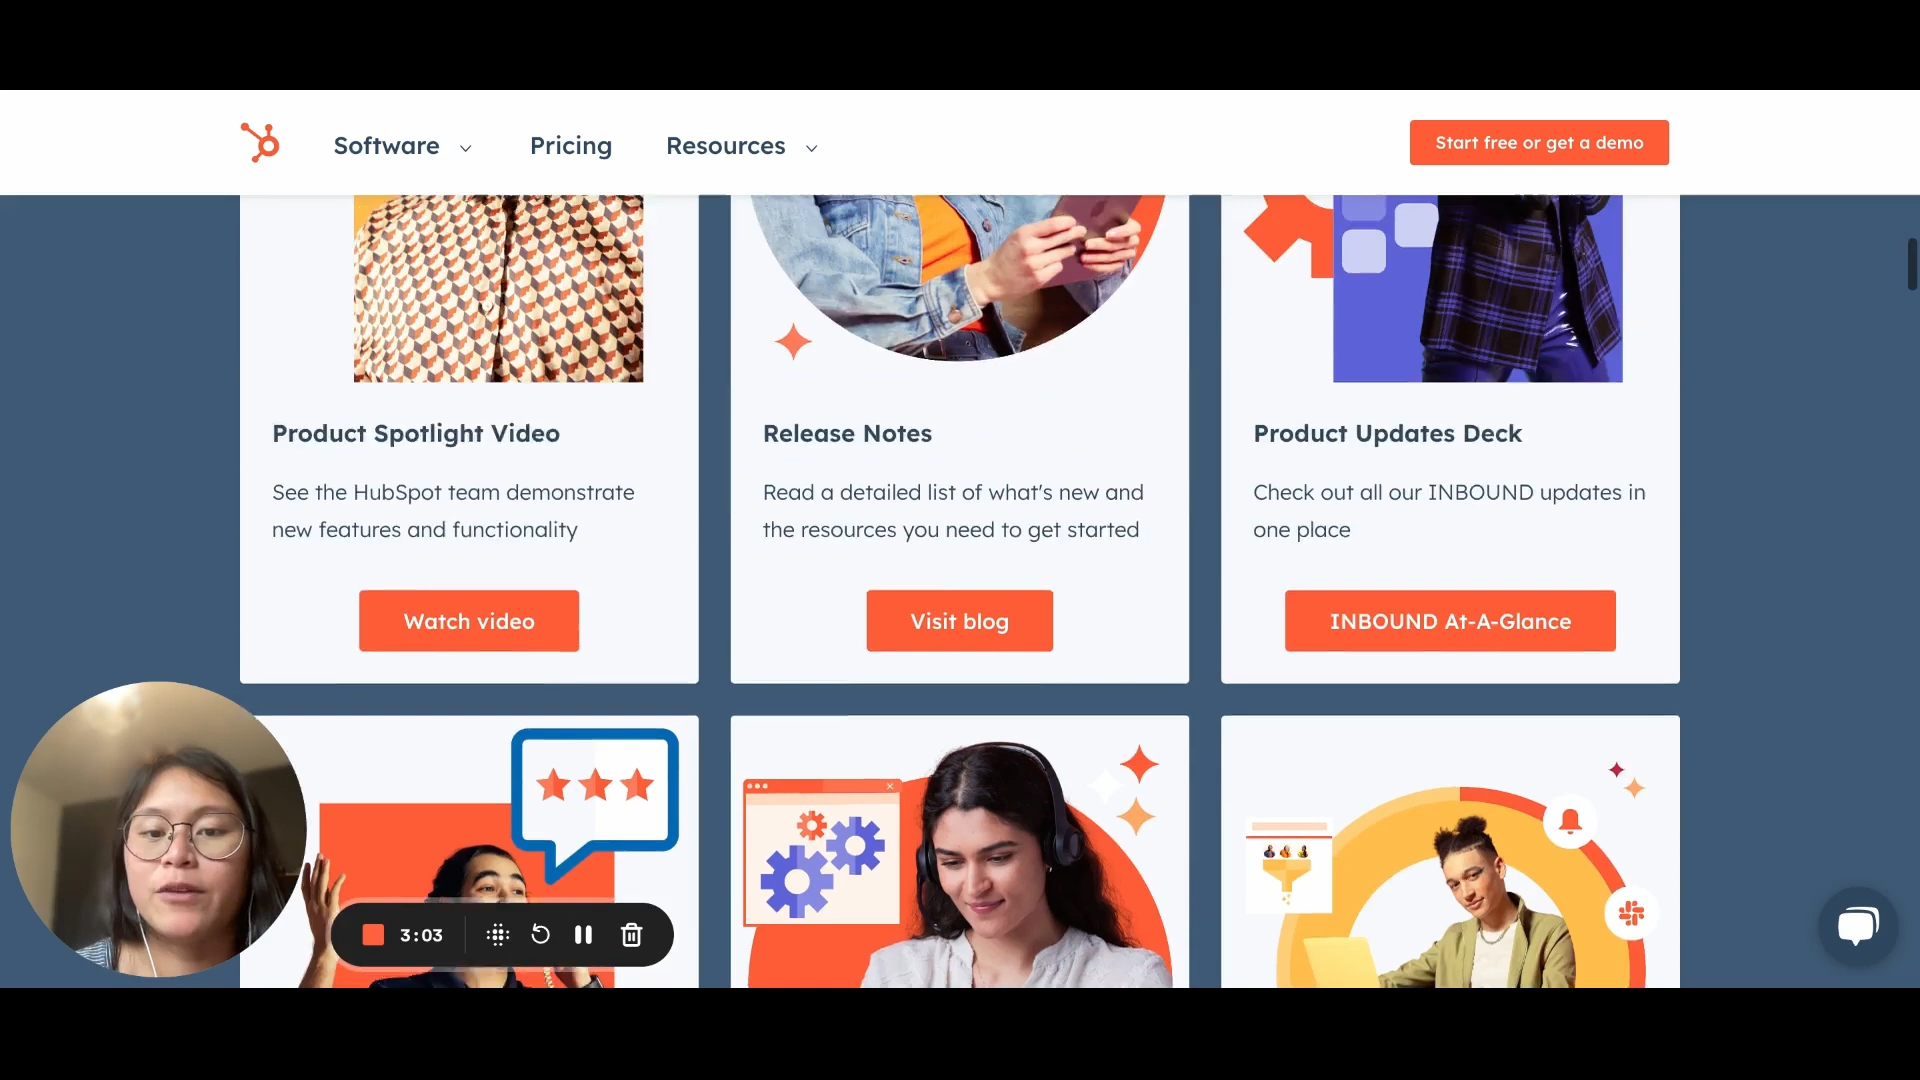 Software
Pricing
Resources
Start free or get a demo
Product Spotlight Video
See the HubSpot team demonstrate
new features and functionality
Watch video
Release Notes
Read a detailed list of what's new and
the resources you need to get started
Visit blog
Product Updates Deck
Check out all our INBOUND updates in
one place
INBOUND At-A-Glance
3:03